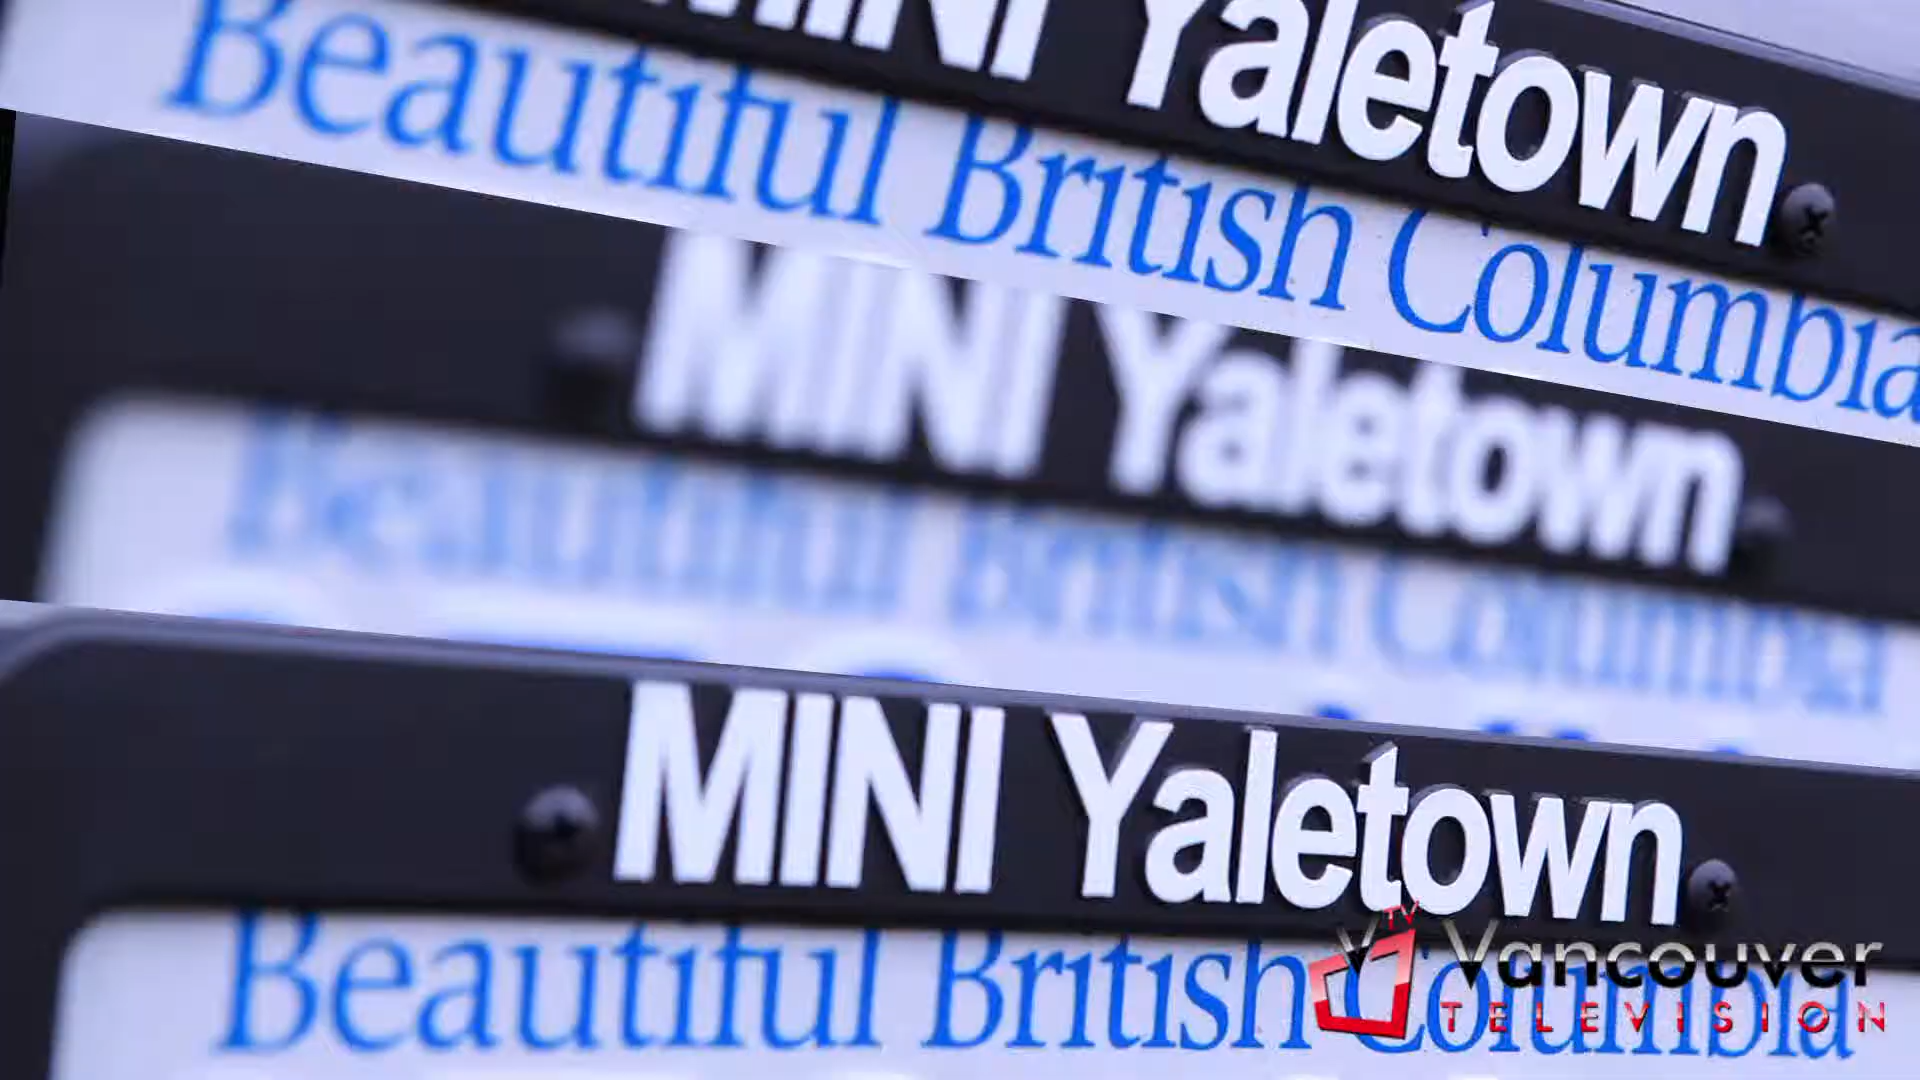 MINI Yaletown
Beautiful British Columbia
MINI Yaletown
Beautiful British Columbia
MINI Yaletown
Beautiful British Columbia
TV
Vancouver
TELEVISION